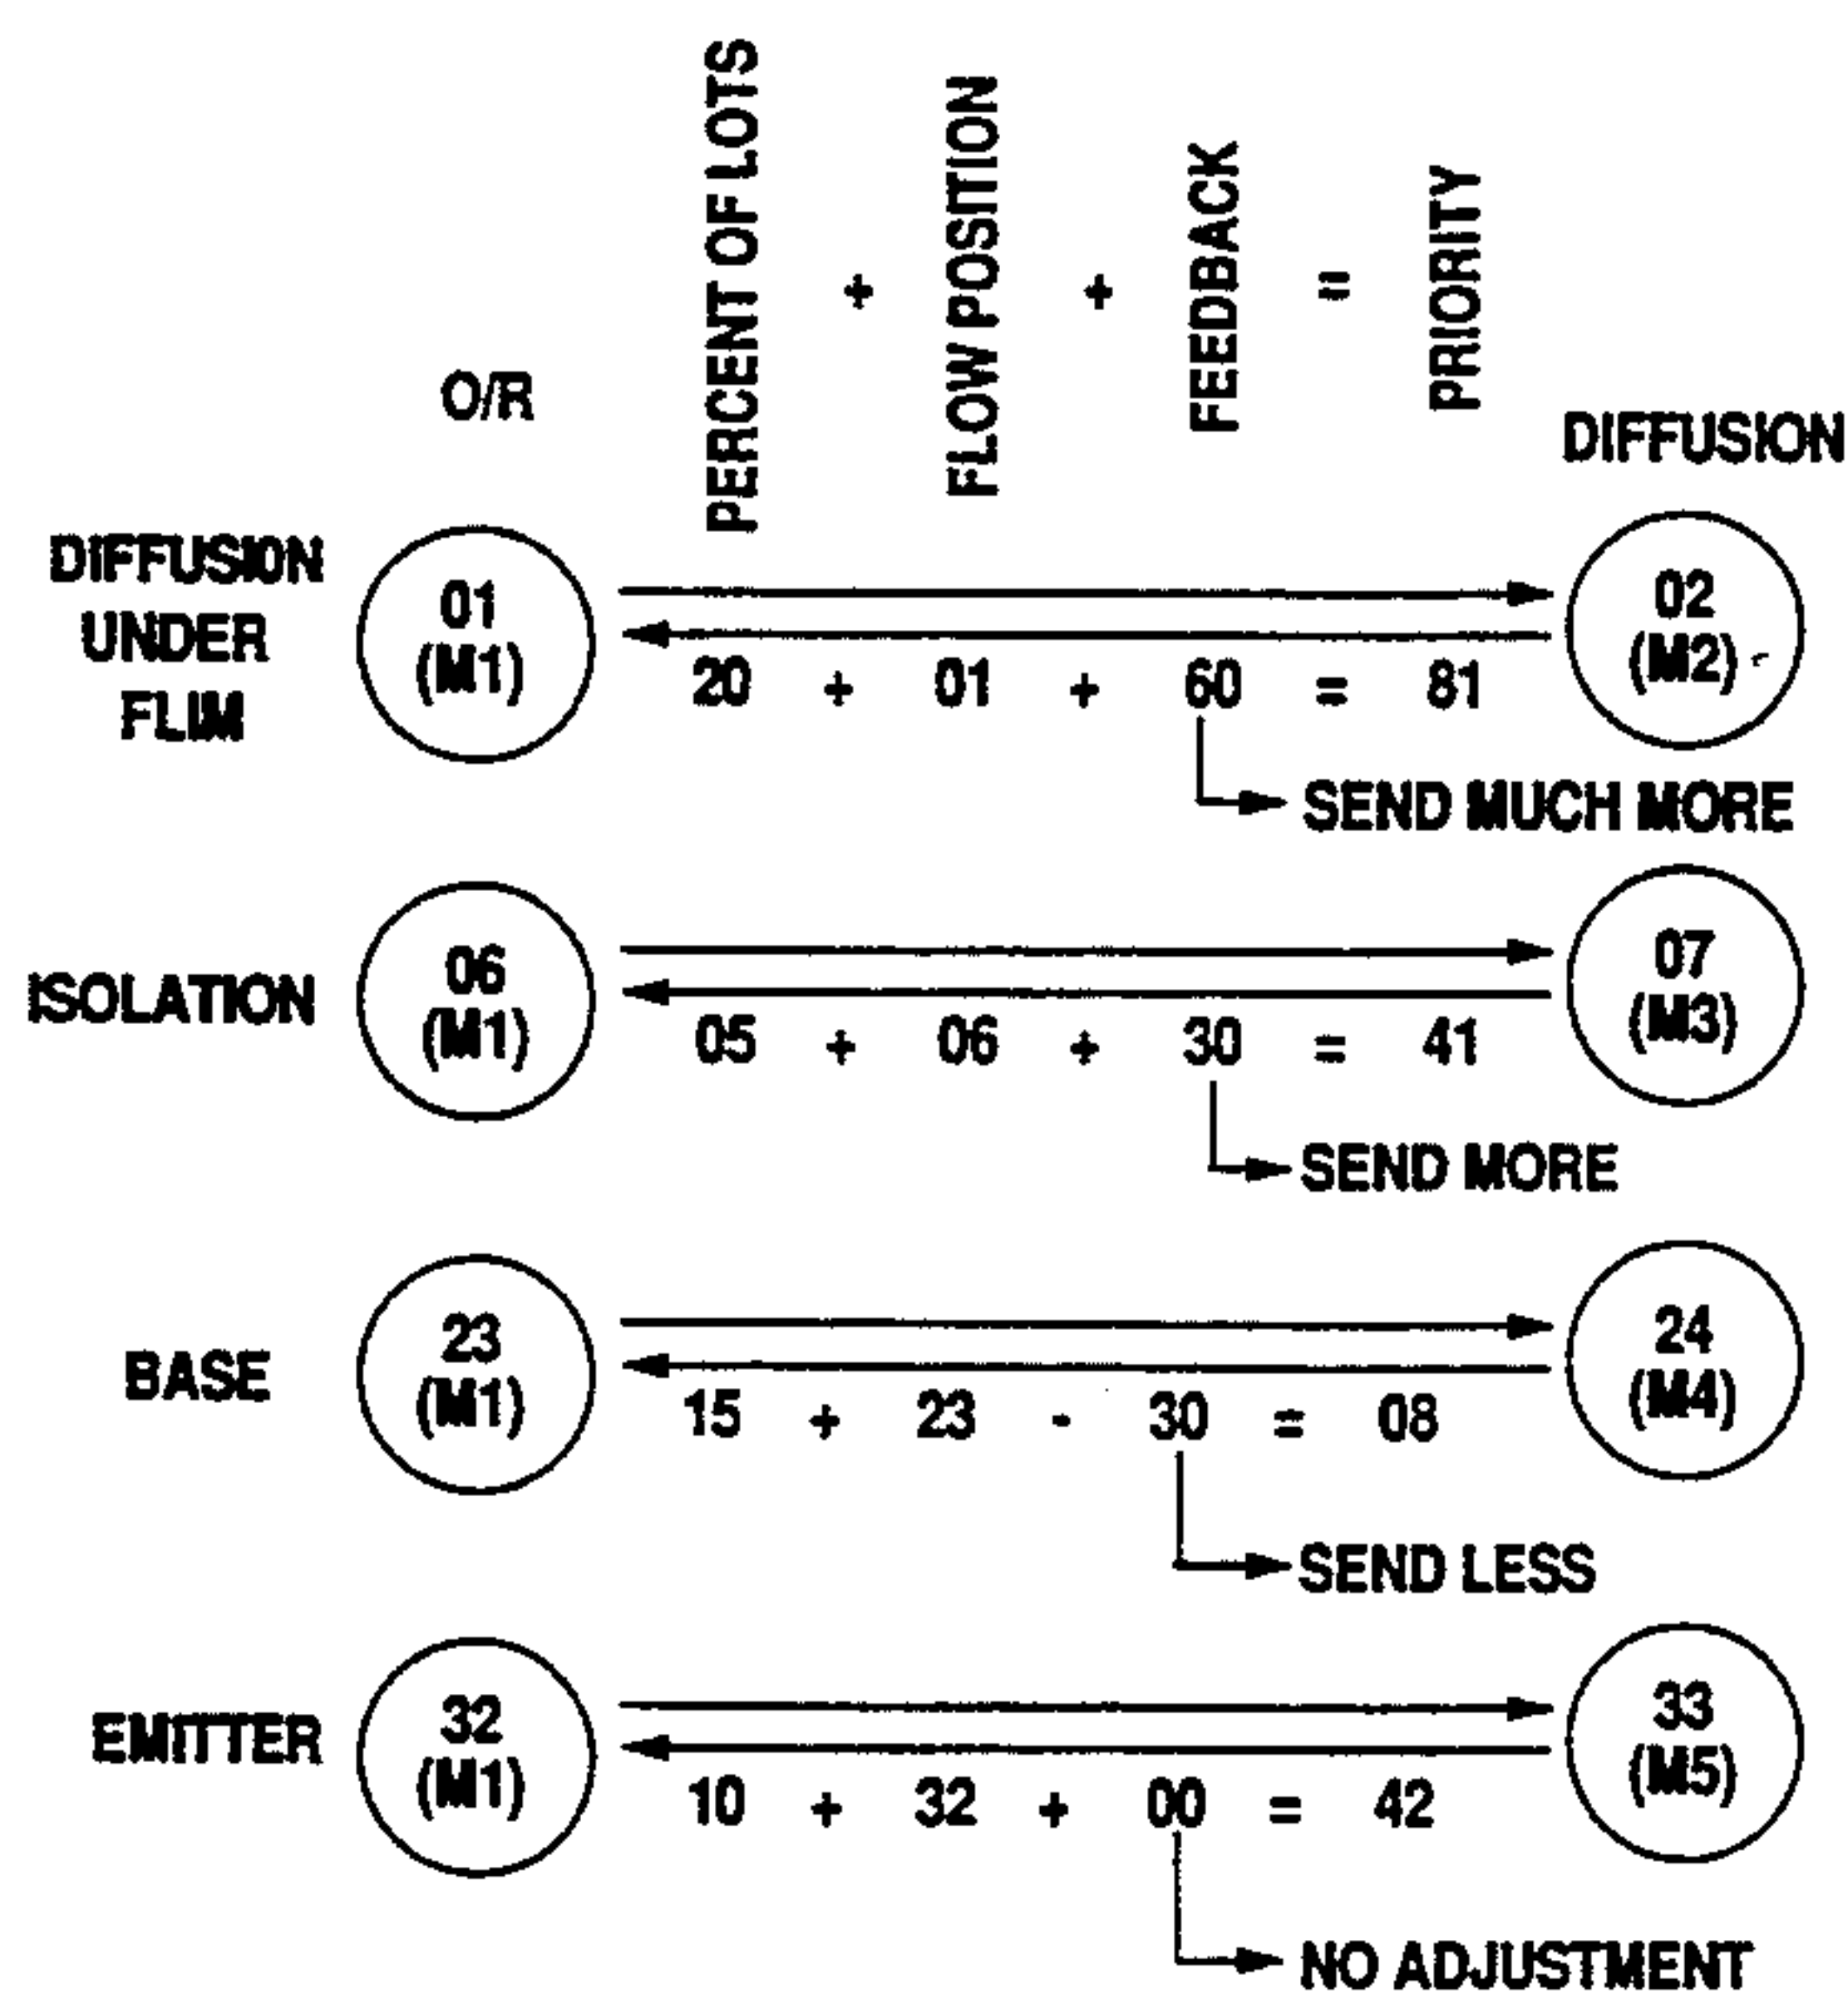 PERCENT OF LOTS + FLOW POSITION + FEEDBACK = PRIORITY
O/R
DIFFUSION
DIFFUSION
UNDER
FLIM
01
(M1)
02
(M2)
20 + 01 + 60 = 81
SEND MUCH MORE
ISOLATION
06
(M1)
07
(M3)
05 + 06 + 30 = 41
SEND MORE
BASE
23
(M1)
24
(M4)
15 + 23 - 30 = 08
SEND LESS
EMITTER
32
(M1)
33
(M5)
10 + 32 + 00 = 42
NO ADJUSTMENT